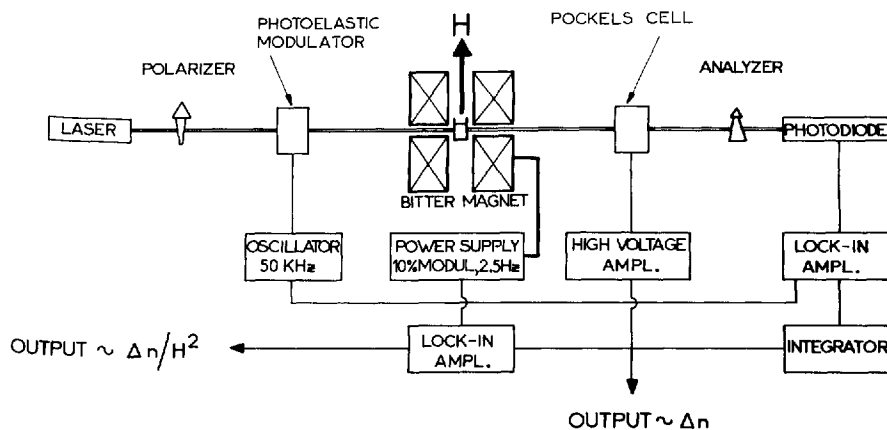 PHOTOELASTIC
MODULATOR
H
POCKELS CELL
POLARIZER
ANALYZER
LASER
PHOTODIODE
BITTER MAGNET
OSCILLATOR
50 KHz
POWER SUPPLY
10%MODUL,2.5Hz
HIGH VOLTAGE
AMPL.
LOCK-IN
AMPL.
OUTPUT ~ Δn/H²
LOCK-IN
AMPL.
INTEGRATOR
OUTPUT ~ Δn